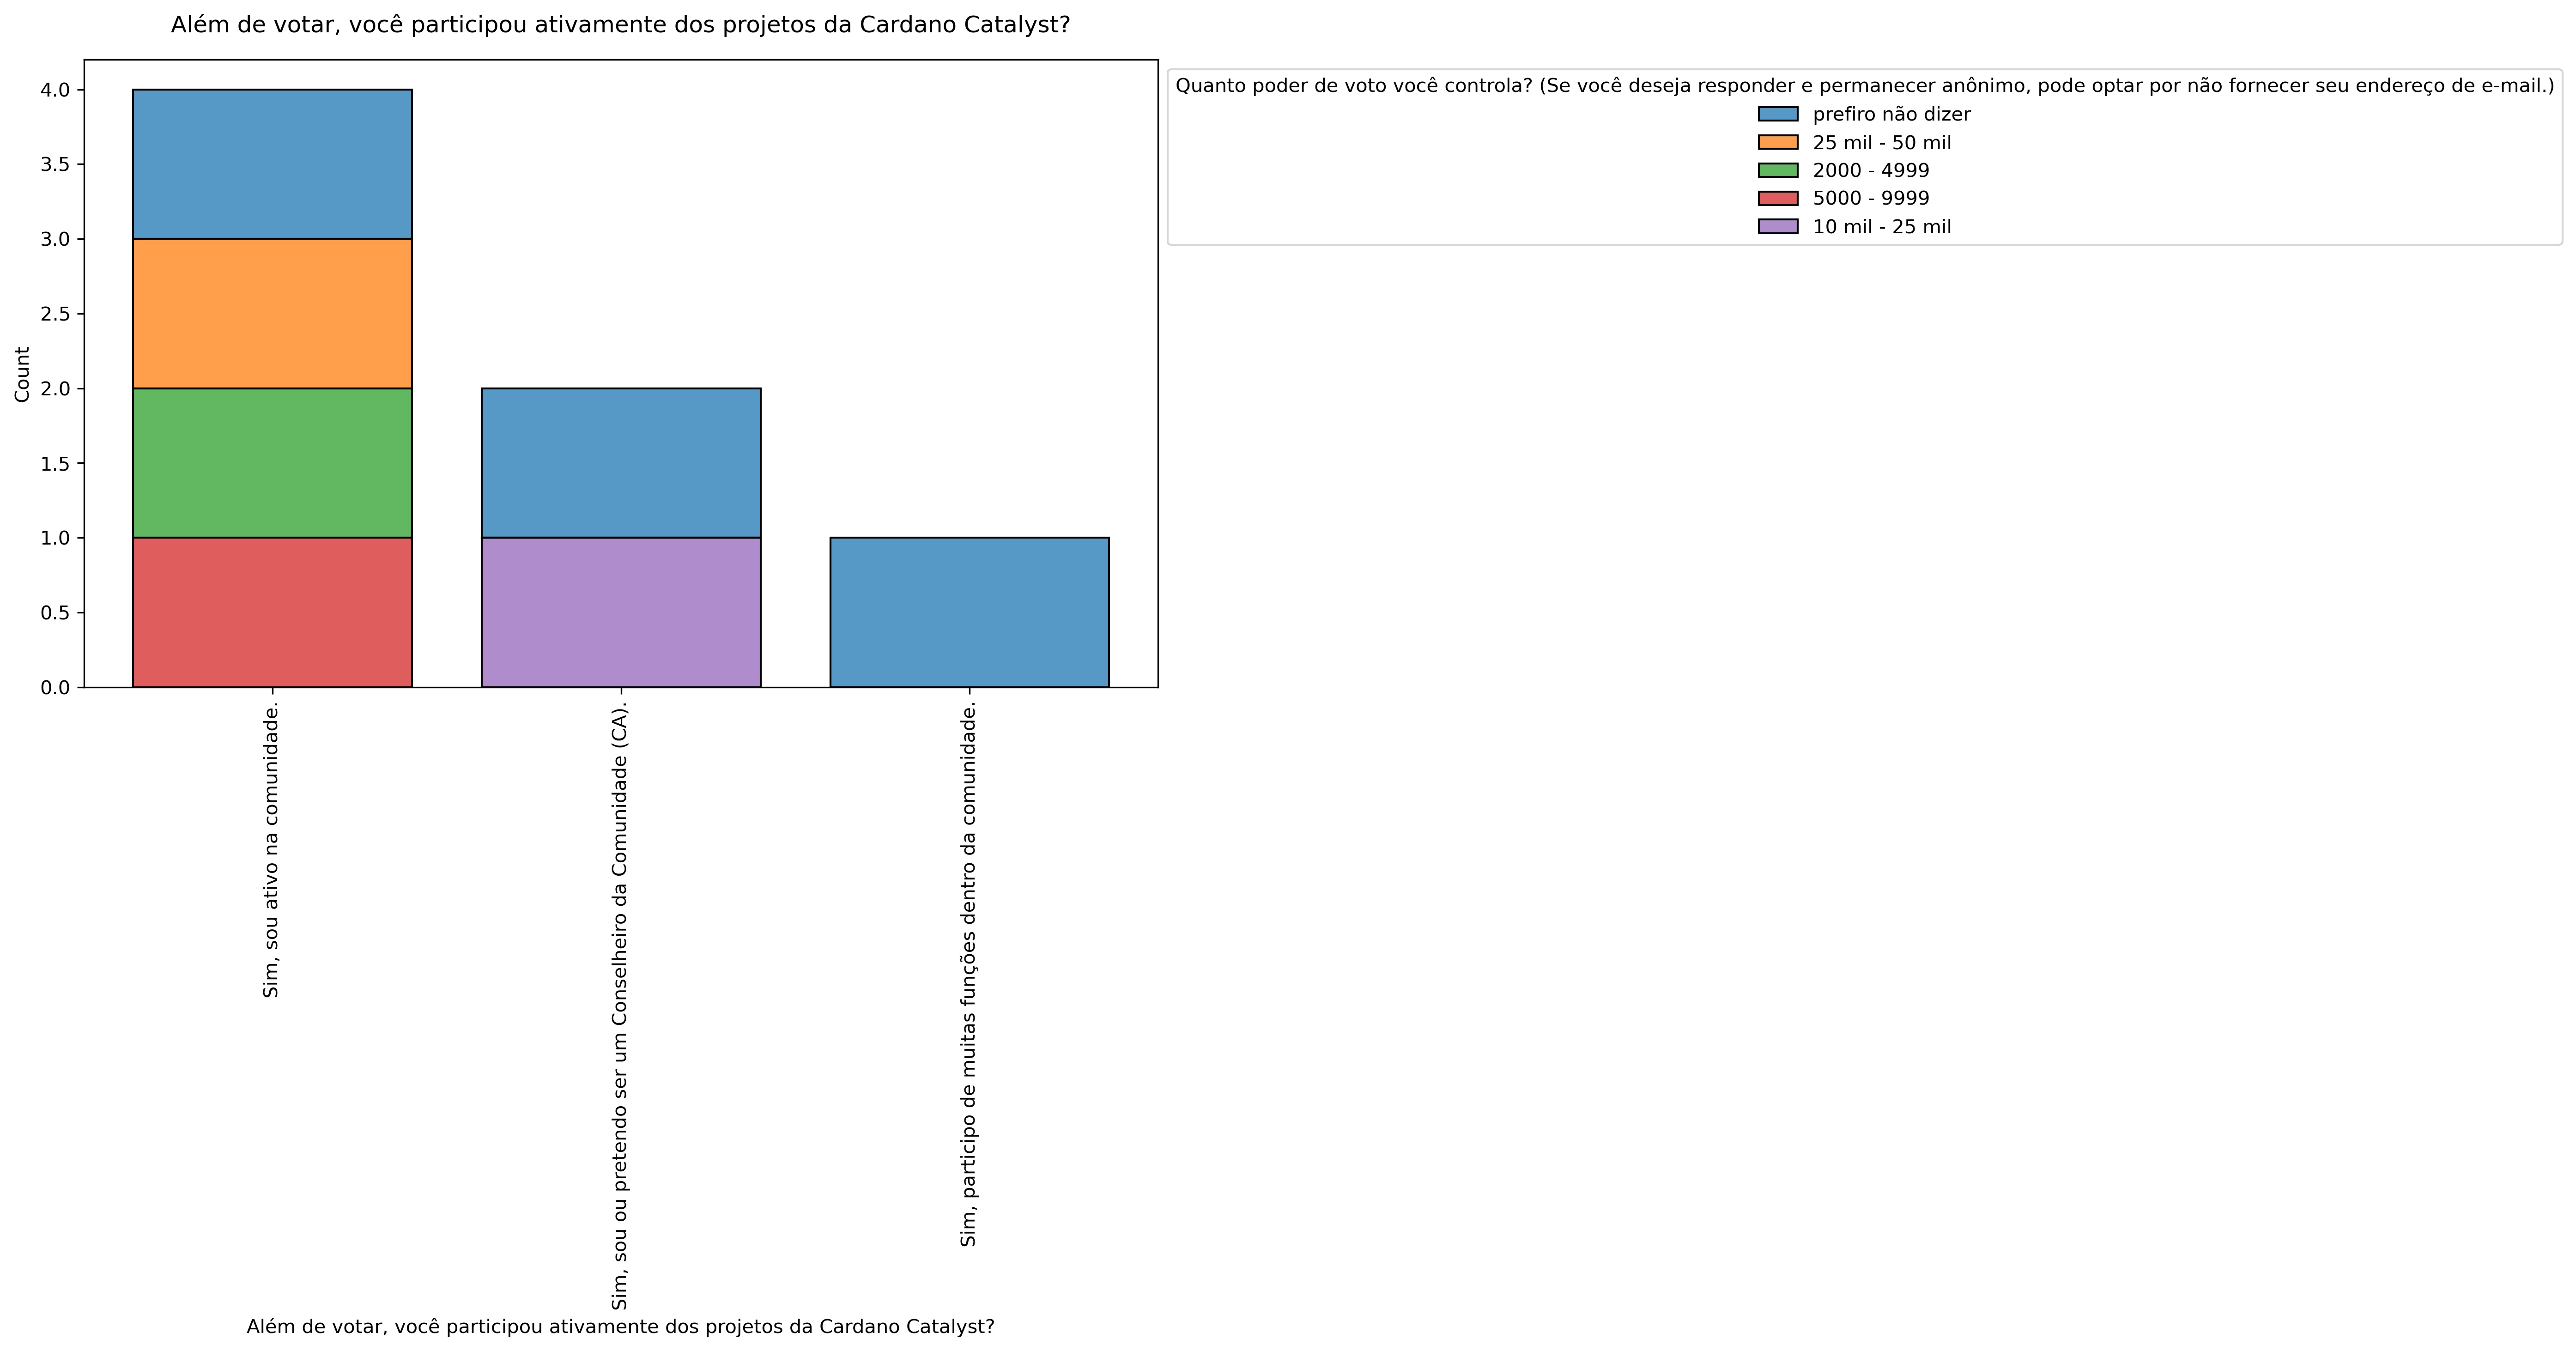 Além de votar, você participou ativamente dos projetos da Cardano Catalyst?
Quanto poder de voto você controla? (Se você deseja responder e permanecer anônimo, pode optar por não fornecer seu endereço de e-mail.)
prefiro não dizer
25 mil - 50 mil
2000 - 4999
5000 - 9999
10 mil - 25 mil
Count
4.0
3.5
3.0
2.5
2.0
1.5
1.0
0.5
0.0
Sim, sou ativo na comunidade.
Sim, sou ou pretendo ser um Conselheiro da Comunidade (CA).
Sim, participo de muitas funções dentro da comunidade.
Além de votar, você participou ativamente dos projetos da Cardano Catalyst?